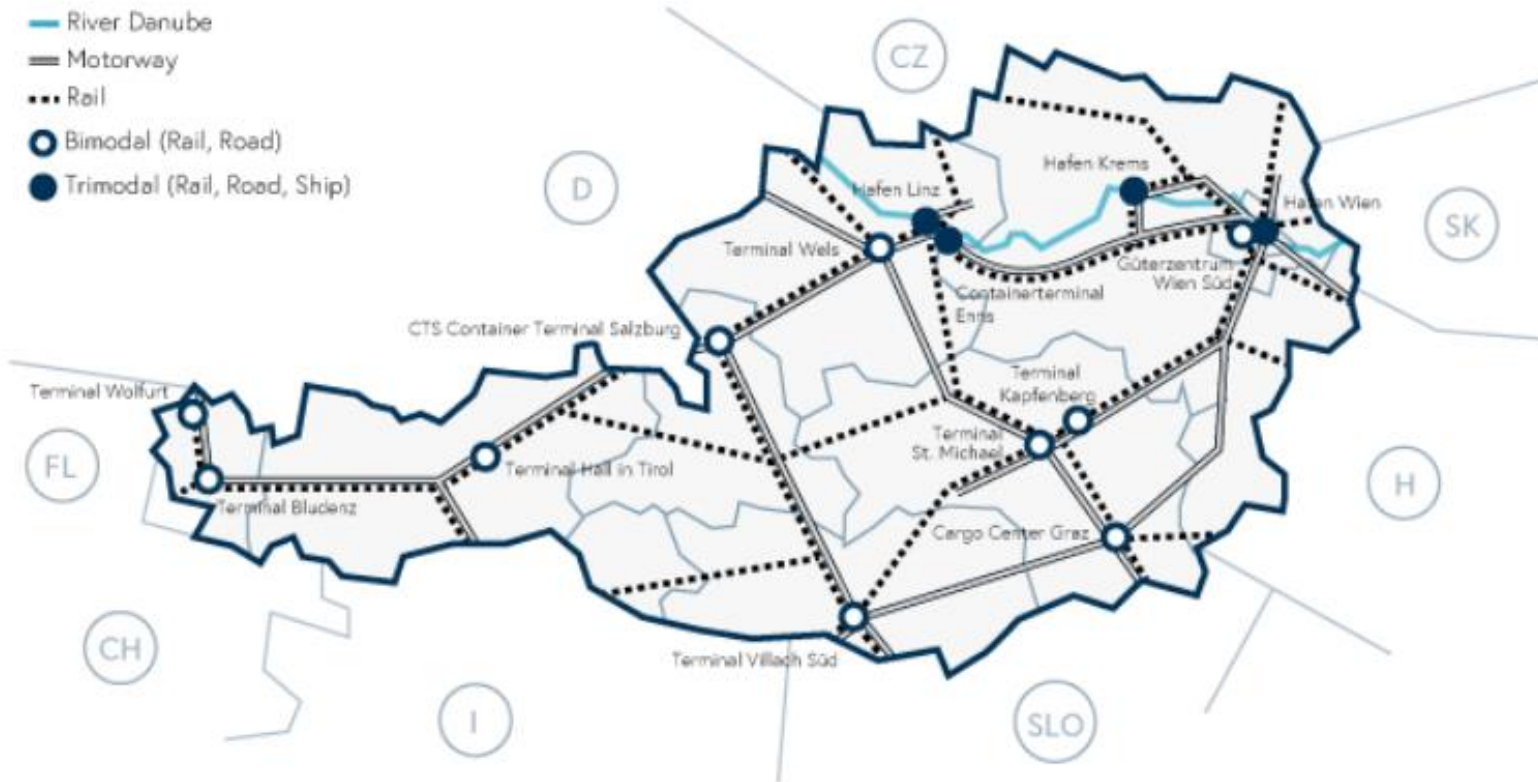 River Danube
Motorway
Rail
Bimodal (Rail, Road)
Trimodal (Rail, Road, Ship)
CZ
D
SK
FL
CH
I
SLO
H
Hafen Krems
Hafen Linz
Hafen Wien
Terminal Wels
Güterzentrum
Wien Süd
Containerterminal
Enns
CTS Container Terminal Salzburg
Terminal Wolfurt
Terminal
Kapfenberg
Terminal
St. Michael
Terminal Hall in Tirol
Terminal Bludenz
Cargo Center Graz
Terminal Villach Süd